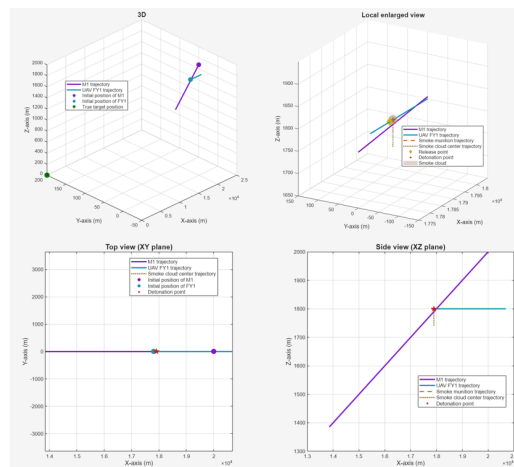 3D
2000
1800
1600
1400
1200
1000
800
600
400
200
0
Z-axis (m)
M1 trajectory
UAV FY1 trajectory
Initial position of M1
Initial position of FY1
True target position
200
150
100
50
0
-50
Y-axis (m)
0
0.5
1
1.5
2
2.5
×10⁴
X-axis (m)
Local enlarged view
1950
1900
1850
1800
1750
1700
1650
Z-axis (m)
M1 trajectory
UAV FY1 trajectory
Smoke munition trajectory
Smoke cloud center trajectory
Release point
Detonation point
Smoke cloud
150
100
50
0
-50
-100
-150
Y-axis (m)
1.775
1.78
1.785
1.79
1.795
1.8
×10⁴
X-axis (m)
Top view (XY plane)
3000
2000
1000
0
-1000
-2000
-3000
Y-axis (m)
M1 trajectory
UAV FY1 trajectory
Smoke cloud center trajectory
Initial position of M1
Initial position of FY1
Detonation point
1.4
1.5
1.6
1.7
1.8
1.9
2
×10⁴
X-axis (m)
Side view (XZ plane)
2000
1900
1800
1700
1600
1500
1400
1300
Z-axis (m)
M1 trajectory
UAV FY1 trajectory
Smoke munition trajectory
Smoke cloud center trajectory
Detonation point
1.3
1.4
1.5
1.6
1.7
1.8
1.9
2
X-axis (m)
×10⁴